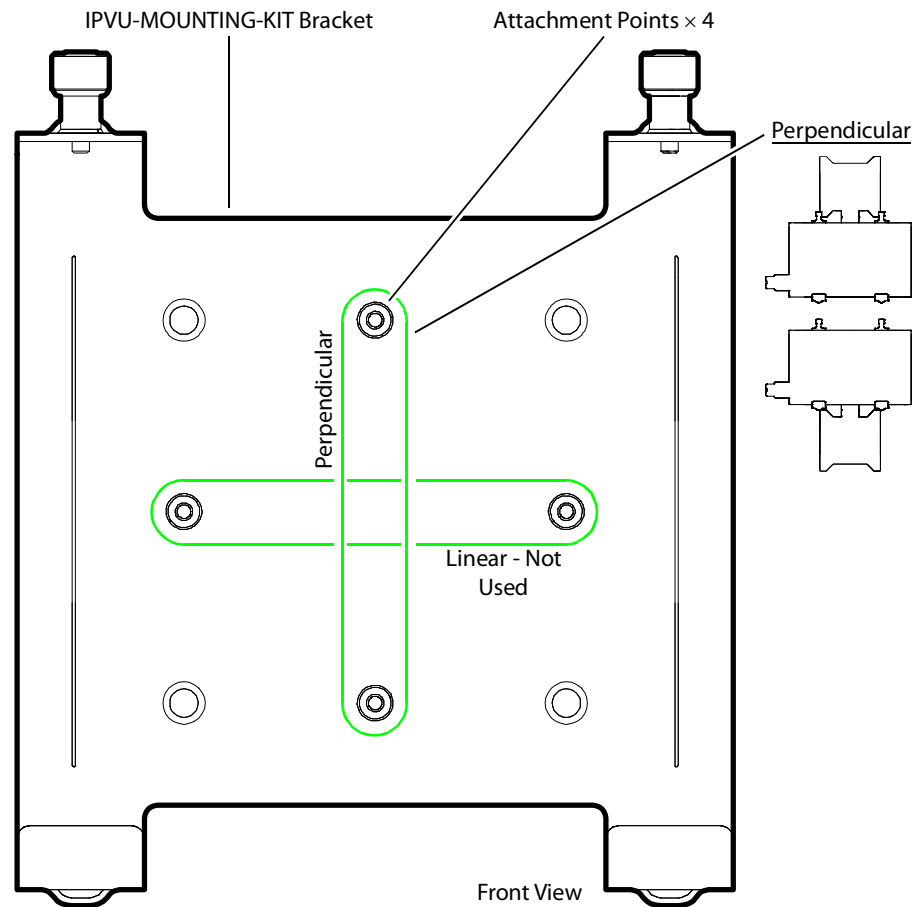 IPVU-MOUNTING-KIT Bracket
Attachment Points × 4
Perpendicular
Perpendicular
Linear - Not
Used
Front View